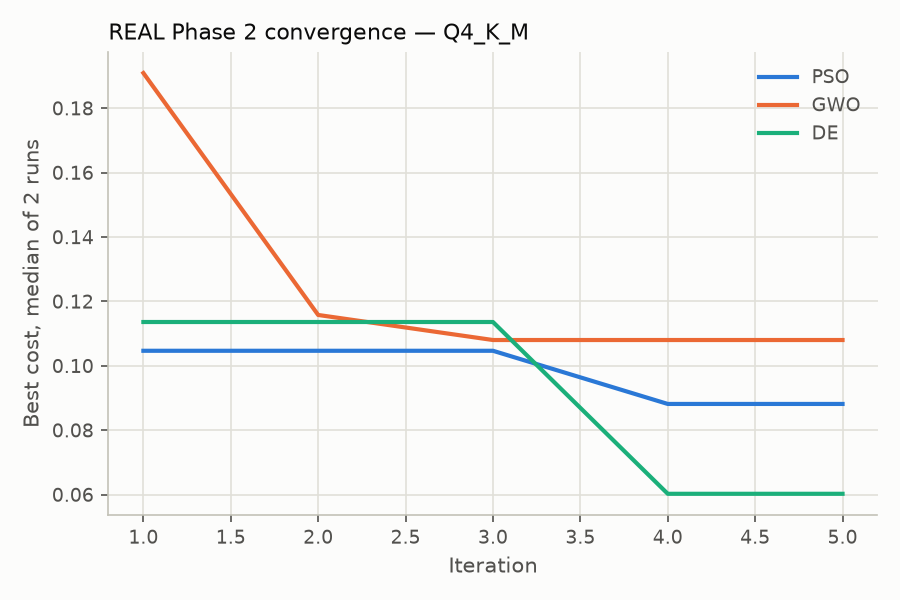 REAL Phase 2 convergence — Q4_K_M
PSO
GWO
DE
Best cost, median of 2 runs
0.18
0.16
0.14
0.12
0.10
0.08
0.06
1.0 1.5 2.0 2.5 3.0 3.5 4.0 4.5 5.0
Iteration